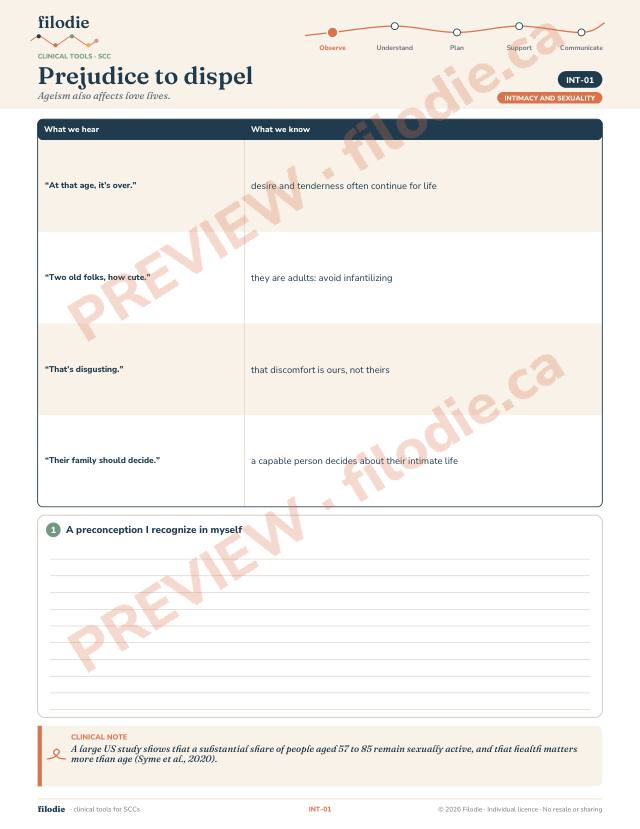 filodie
CLINICAL TOOLS · SCC
Prejudice to dispel
Ageism also affects love lives.
Observe Understand Plan Support Communicate
INT-01
INTIMACY AND SEXUALITY
What we hear What we know
“At that age, it’s over.” desire and tenderness often continue for life
“Two old folks, how cute.” they are adults: avoid infantilizing
“That’s disgusting.” that discomfort is ours, not theirs
“Their family should decide.” a capable person decides about their intimate life
PREVIEW · filodie.ca
PREVIEW · filodie.ca
1 A preconception I recognize in myself
CLINICAL NOTE
A large US study shows that a substantial share of people aged 57 to 85 remain sexually active, and that health matters
more than age (Syme et al., 2020).
filodie · clinical tools for SCCs INT-01 © 2026 Filodie · Individual licence · No resale or sharing